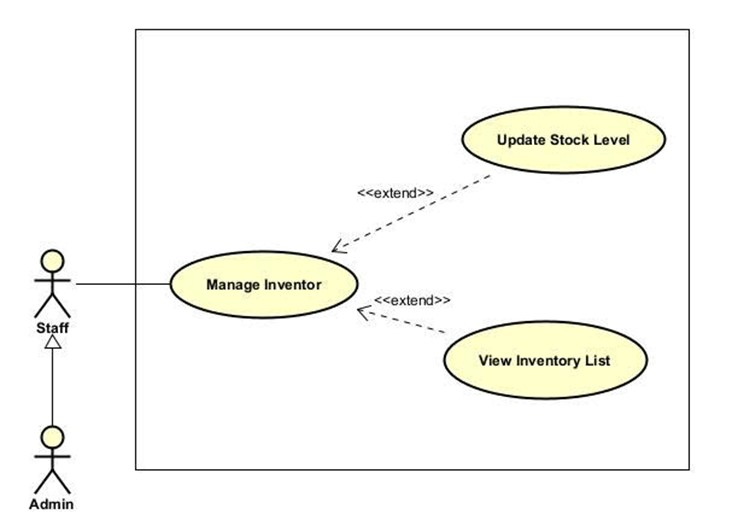 Update Stock Level
<<extend>>
Manage Inventor
<<extend>>
Staff
View Inventory List
Admin